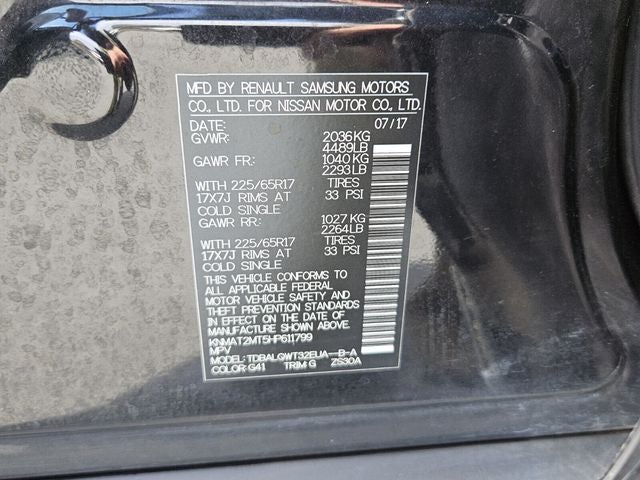 MFD BY RENAULT SAMSUNG MOTORS
CO., LTD. FOR NISSAN MOTOR CO., LTD.
DATE: 07/17
GVWR: 2036KG
4489LB
GAWR FR: 1040KG
2293LB
WITH 225/65R17 TIRES
17X7J RIMS AT 33 PSI
COLD SINGLE
GAWR RR: 1027KG
2264LB
WITH 225/65R17 TIRES
17X7J RIMS AT 33 PSI
COLD SINGLE
THIS VEHICLE CONFORMS TO
ALL APPLICABLE FEDERAL
MOTOR VEHICLE SAFETY AND
THEFT PREVENTION STANDARDS
IN EFFECT ON THE DATE OF
MANUFACTURE SHOWN ABOVE.
KNMAT2MT5HP611799
MPV
MODEL:TDBALGWT32EUA--B-A
COLOR:G41 TRIM:G ZS30A